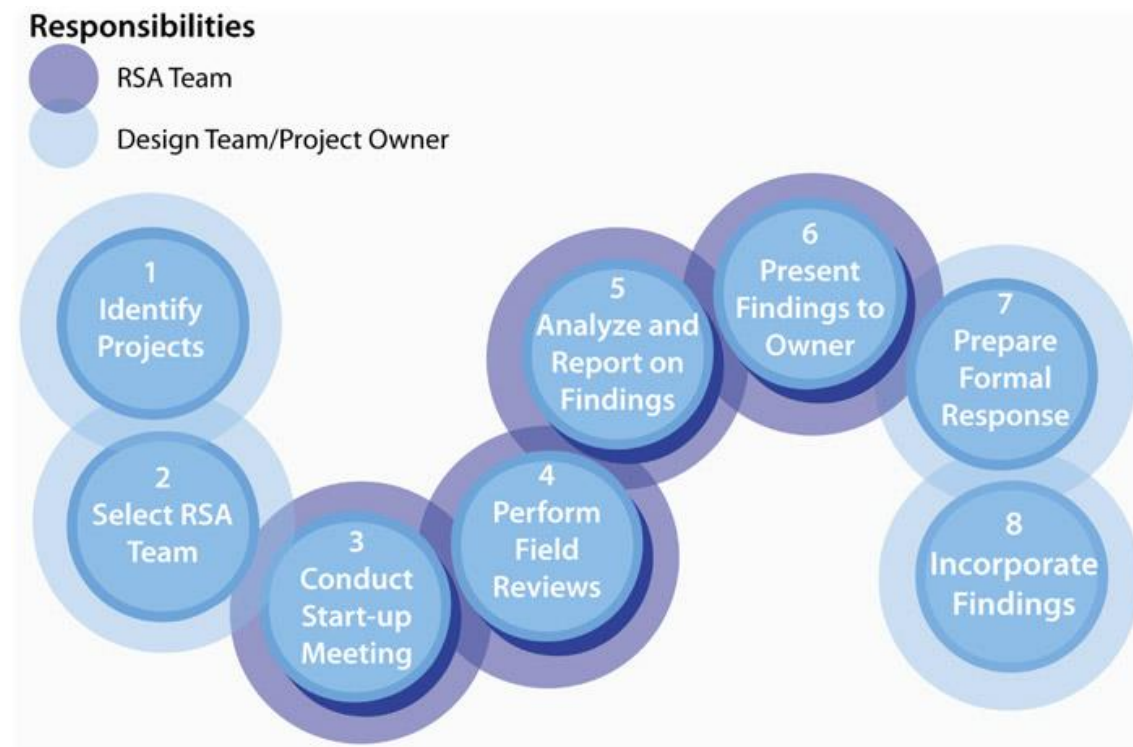 Responsibilities
RSA Team
Design Team/Project Owner
1
Identify
Projects
2
Select RSA
Team
3
Conduct
Start-up
Meeting
4
Perform
Field
Reviews
5
Analyze and
Report on
Findings
6
Present
Findings to
Owner
7
Prepare
Formal
Response
8
Incorporate
Findings